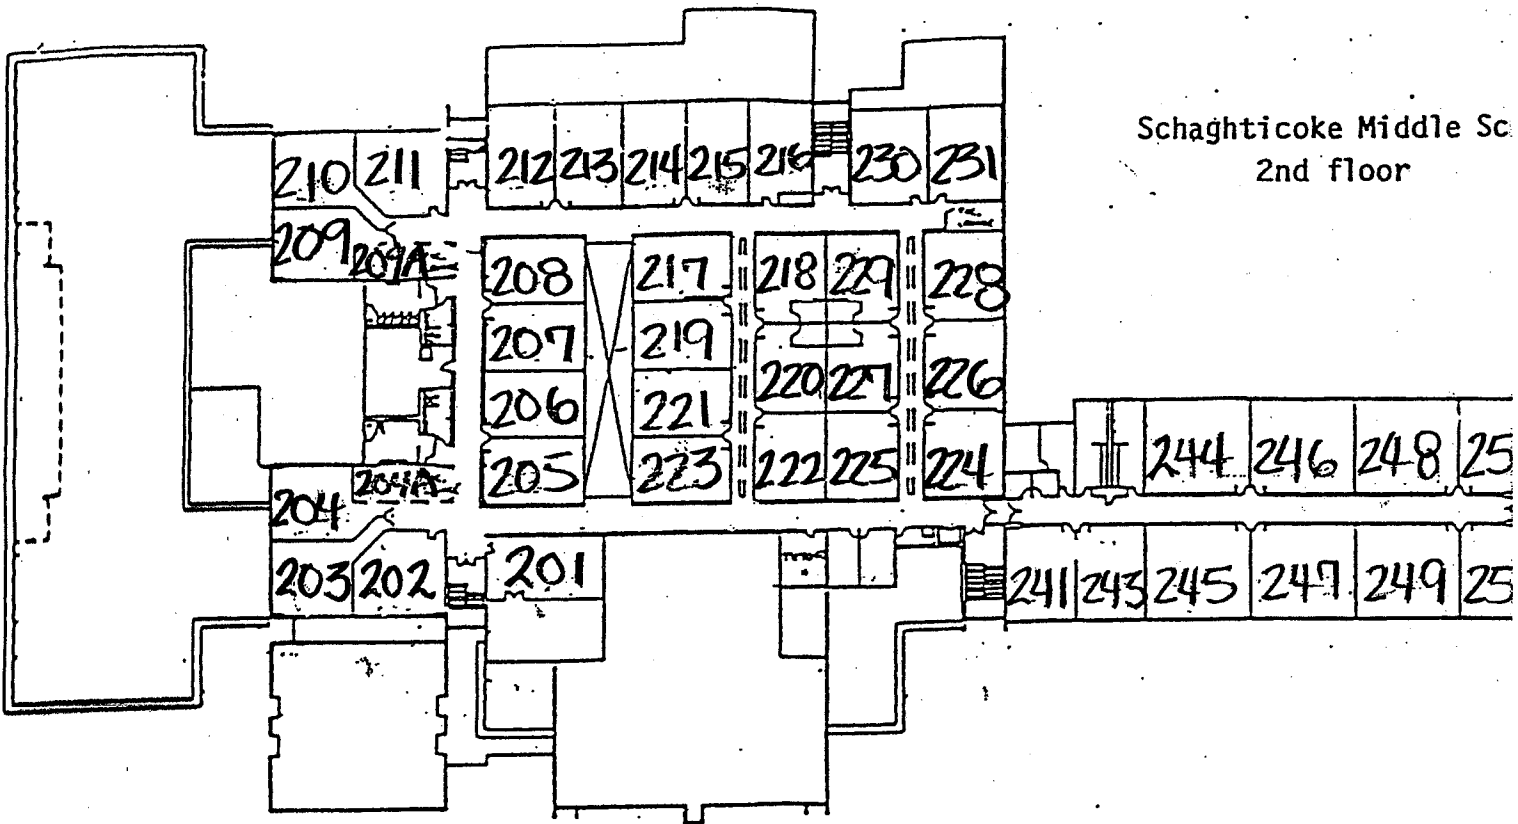 Schaghticoke Middle Sc
2nd floor
210 211 212 213 214 215 216 230 231
209 209A 208 217 218 229 228
207 219
220 227 226
206 221
204 204A 205 223 222 225 224 244 246 248 25
203 202 201 241 243 245 247 249 25